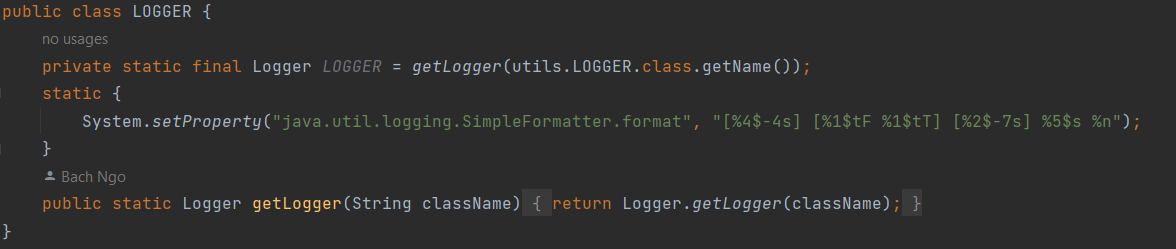 public class LOGGER {
no usages
private static final Logger LOGGER = getLogger(utils.LOGGER.class.getName());
static {
System.setProperty("java.util.logging.SimpleFormatter.format", "[%4$-4s] [%1$tF %1$tT] [%2$-7s] %5$s %n");
}
Bach Ngo
public static Logger getLogger(String className) { return Logger.getLogger(className); }
}